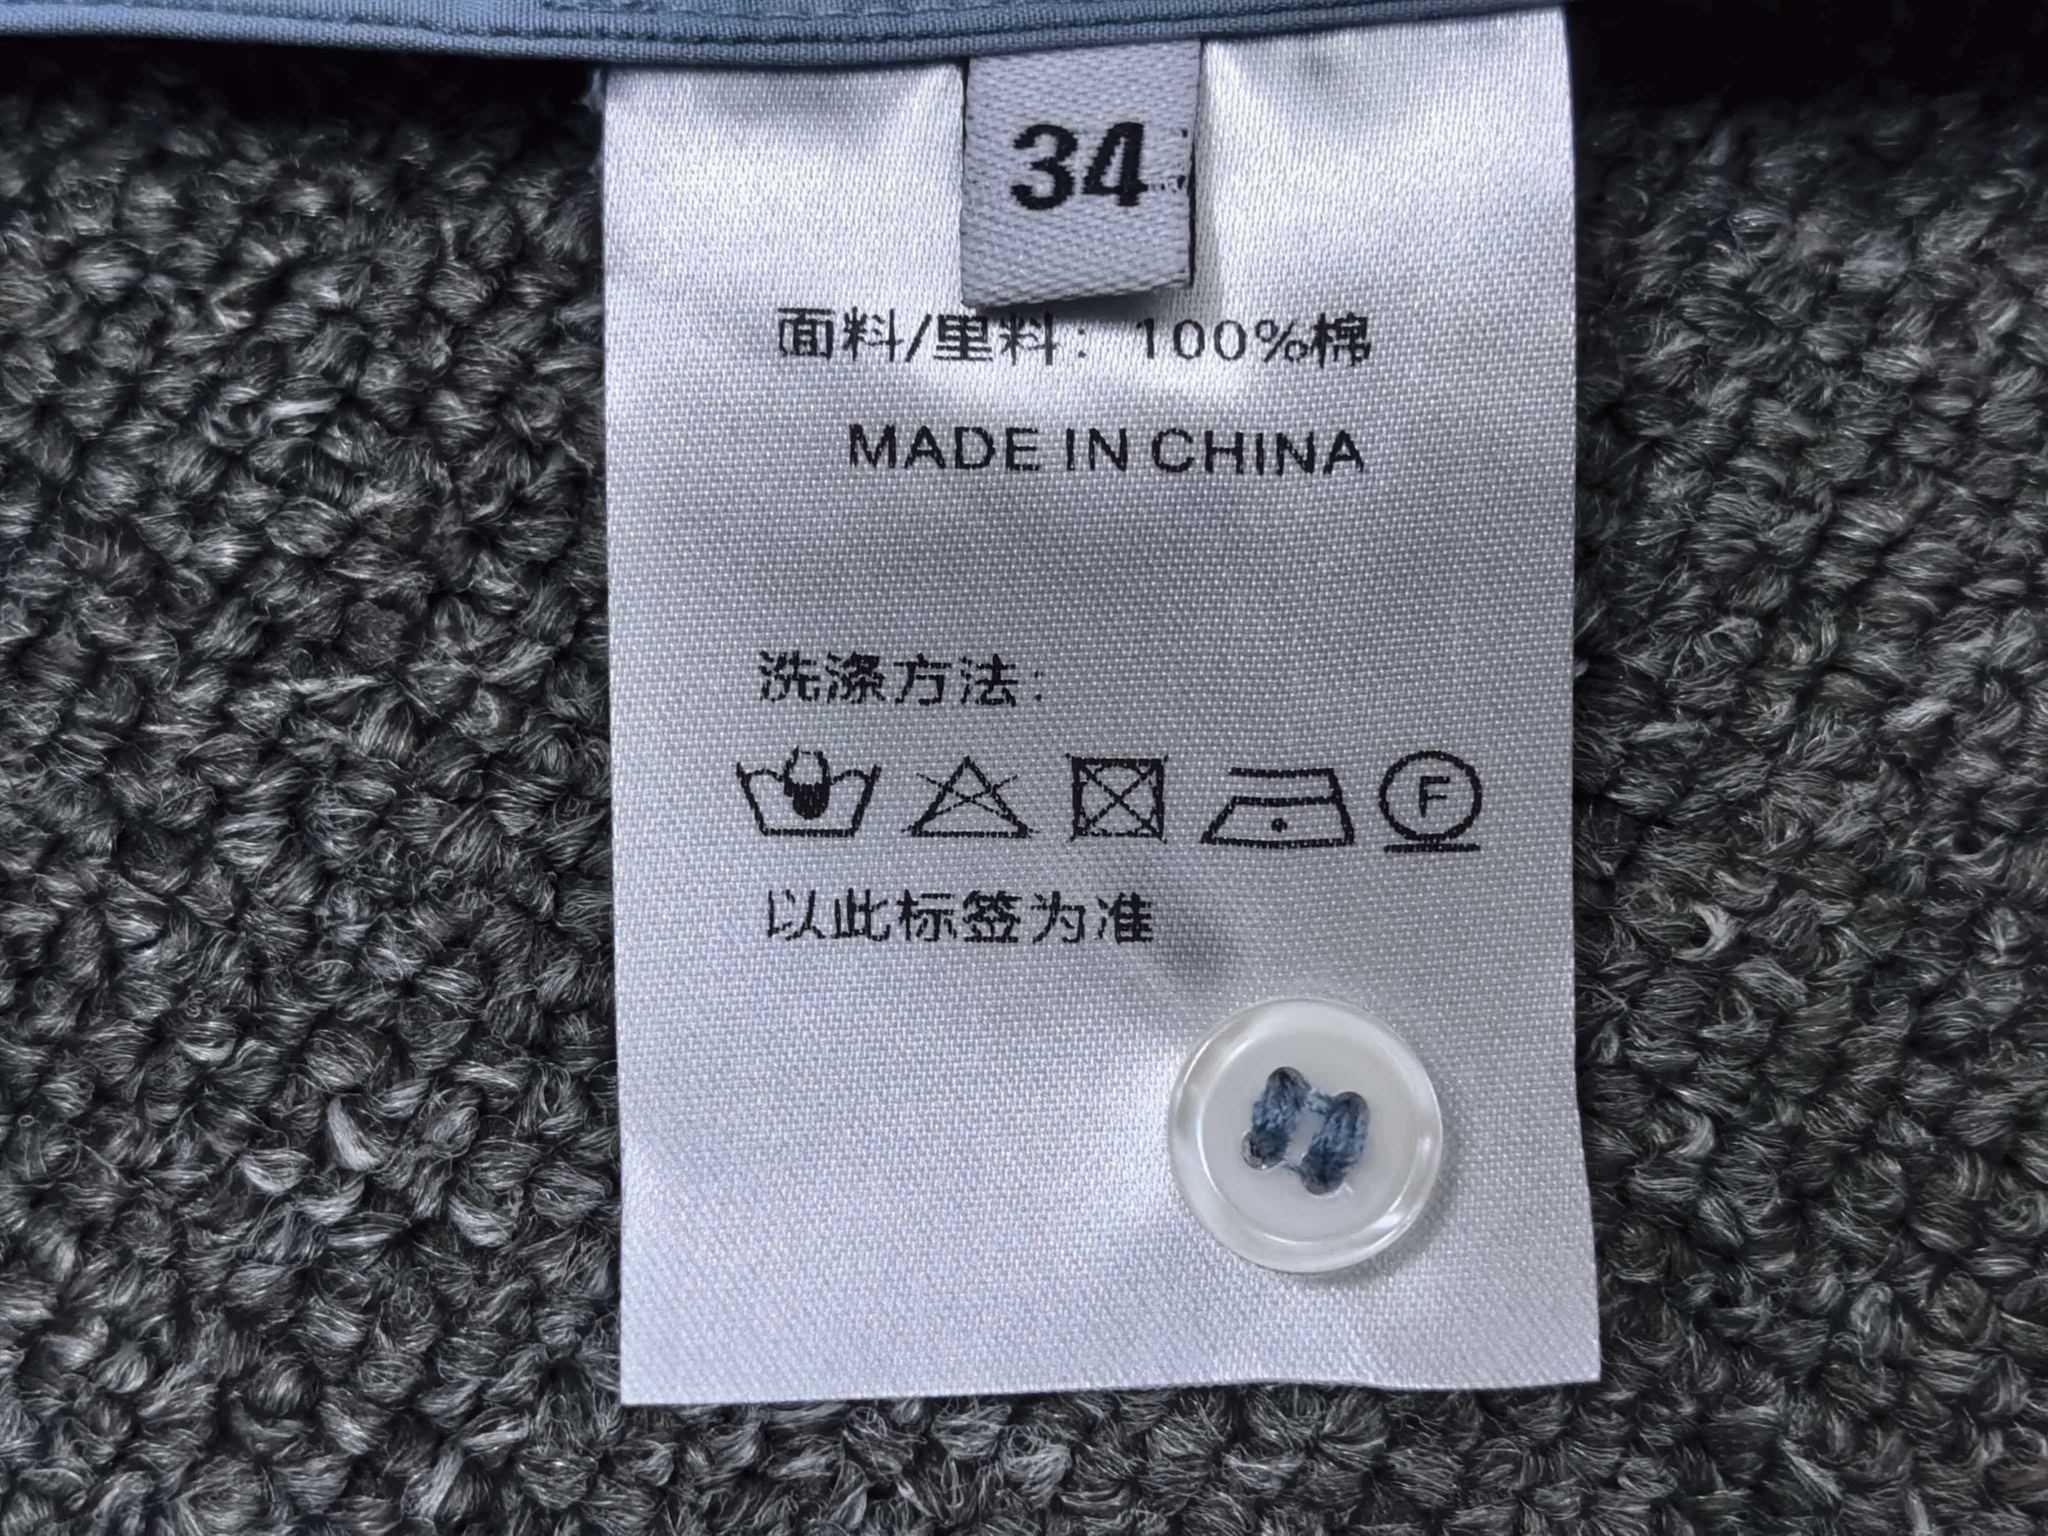 34
面料/里料：100%棉
MADE IN CHINA
洗涤方法：
F
以此标签为准